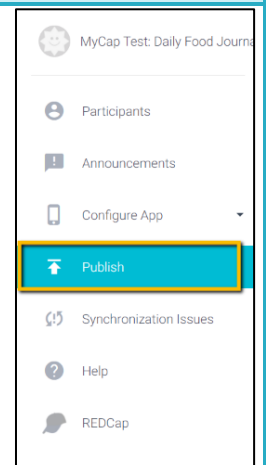 MyCap Test: Daily Food Journa
Participants
Announcements
Configure App
Publish
Synchronization Issues
Help
REDCap